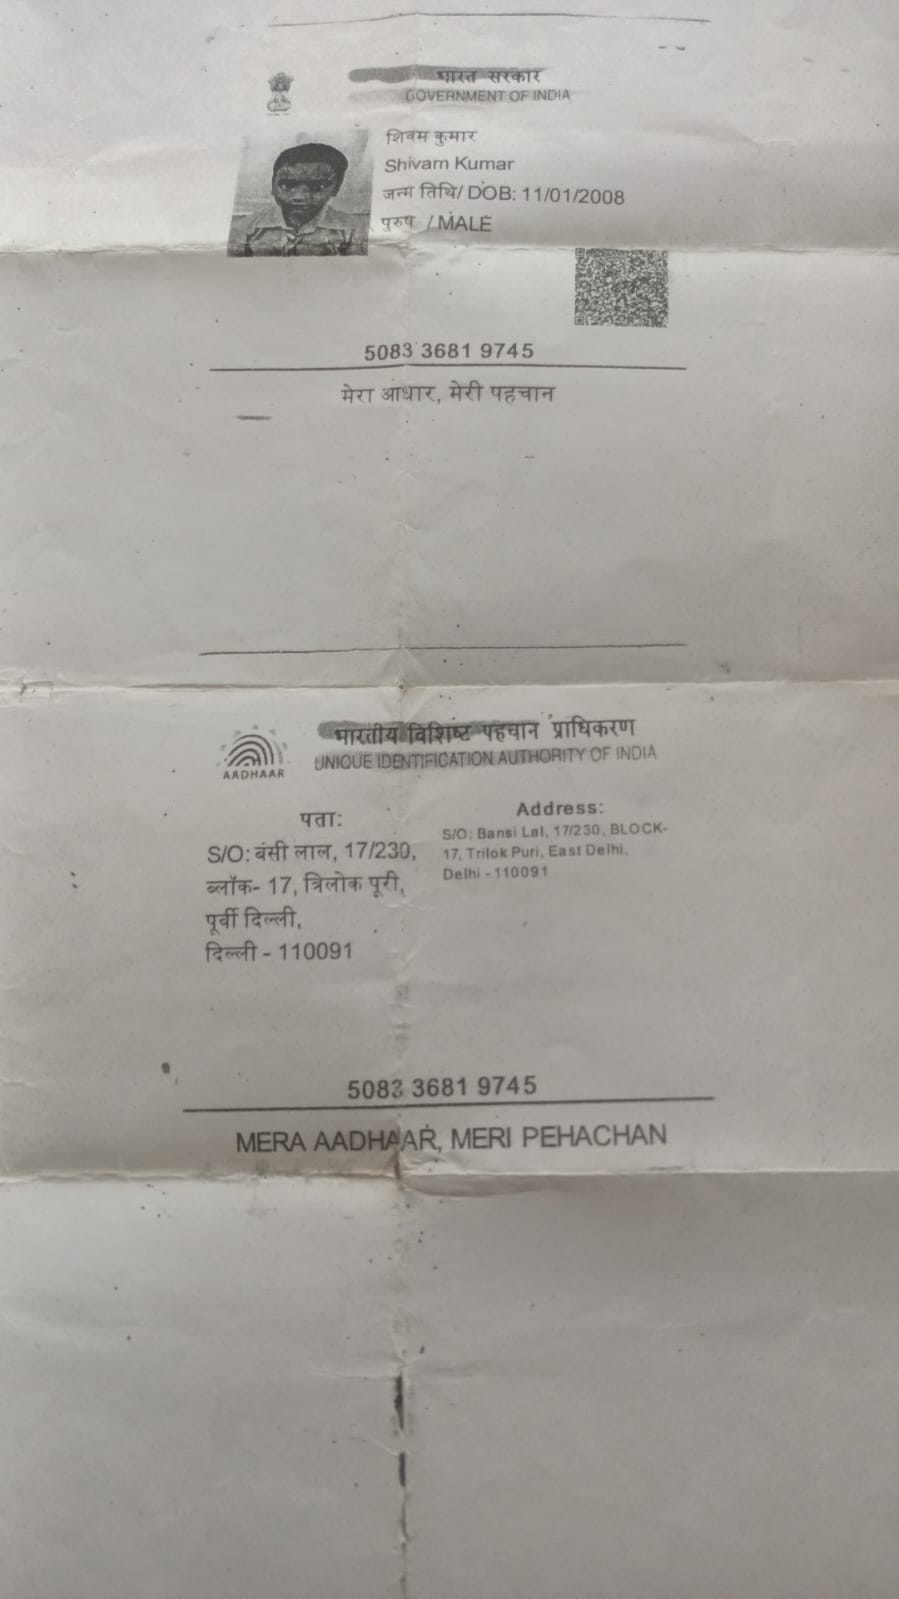 भारत सरकार
GOVERNMENT OF INDIA
शिवम कुमार
Shivam Kumar
जन्म तिथि/ DOB: 11/01/2008
पुरुष / MALE
5083 3681 9745
मेरा आधार, मेरी पहचान
भारतीय विशिष्ट पहचान प्राधिकरण
UNIQUE IDENTIFICATION AUTHORITY OF INDIA
AADHAAR
पता:
S/O: बंसी लाल, 17/230,
ब्लॉक- 17, त्रिलोक पूरी,
पूर्वी दिल्ली,
दिल्ली - 110091
Address:
S/O: Bansi Lal, 17/230, BLOCK-
17, Trilok Puri, East Delhi,
Delhi - 110091
5083 3681 9745
MERA AADHAAR, MERI PEHACHAN